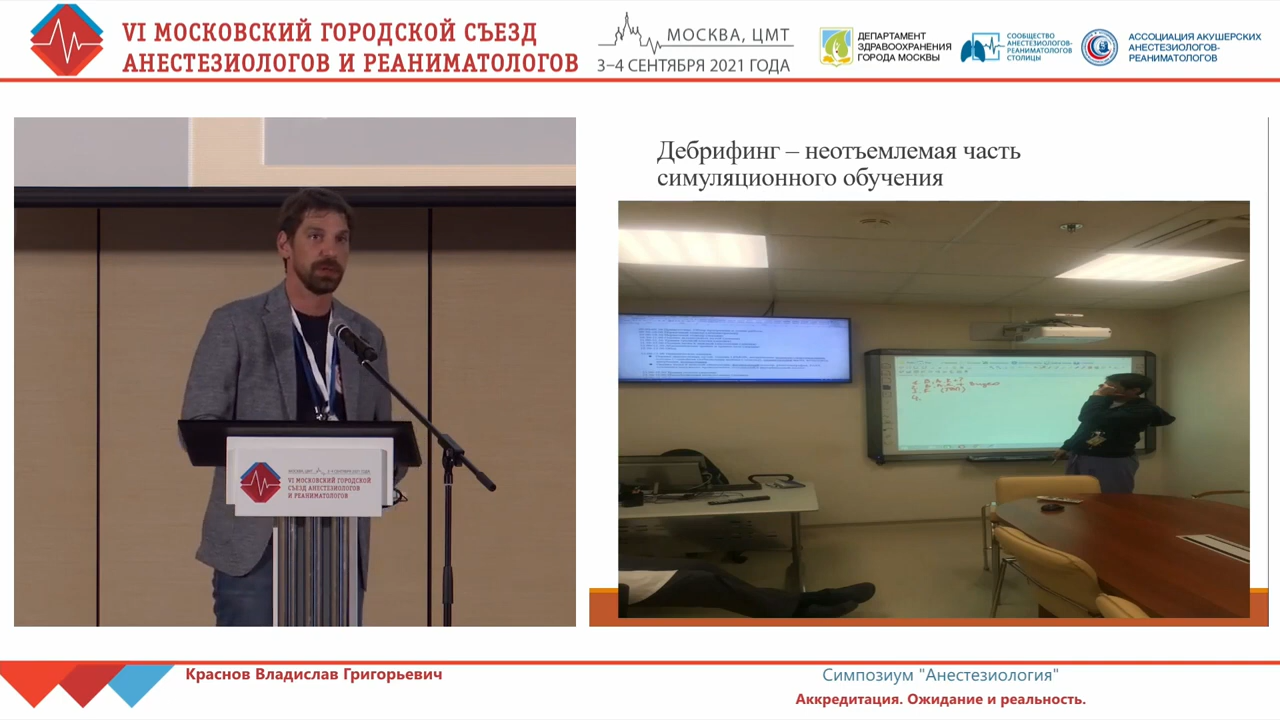 VI МОСКОВСКИЙ ГОРОДСКОЙ СЪЕЗД
АНЕСТЕЗИОЛОГОВ И РЕАНИМАТОЛОГОВ
МОСКВА, ЦМТ
3–4 СЕНТЯБРЯ 2021 ГОДА
ДЕПАРТАМЕНТ
ЗДРАВООХРАНЕНИЯ
ГОРОДА МОСКВЫ
СООБЩЕСТВО
АНЕСТЕЗИОЛОГОВ-
РЕАНИМАТОЛОГОВ
СТОЛИЦЫ
АССОЦИАЦИЯ АКУШЕРСКИХ
АНЕСТЕЗИОЛОГОВ-
РЕАНИМАТОЛОГОВ
Дебрифинг – неотъемлемая часть
симуляционного обучения
VI МОСКОВСКИЙ ГОРОДСКОЙ
СЪЕЗД АНЕСТЕЗИОЛОГОВ
И РЕАНИМАТОЛОГОВ
Краснов Владислав Григорьевич
Симпозиум "Анестезиология"
Аккредитация. Ожидание и реальность.